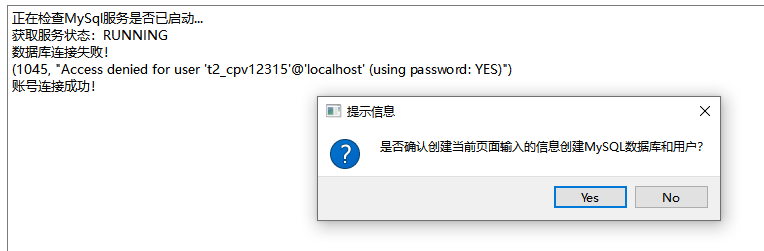 正在检查MySql服务是否已启动...
获取服务状态：RUNNING
数据库连接失败！
(1045, "Access denied for user 't2_cpv12315'@'localhost' (using password: YES)")
账号连接成功！
提示信息
是否确认创建当前页面输入的信息创建MySQL数据库和用户？
Yes
No